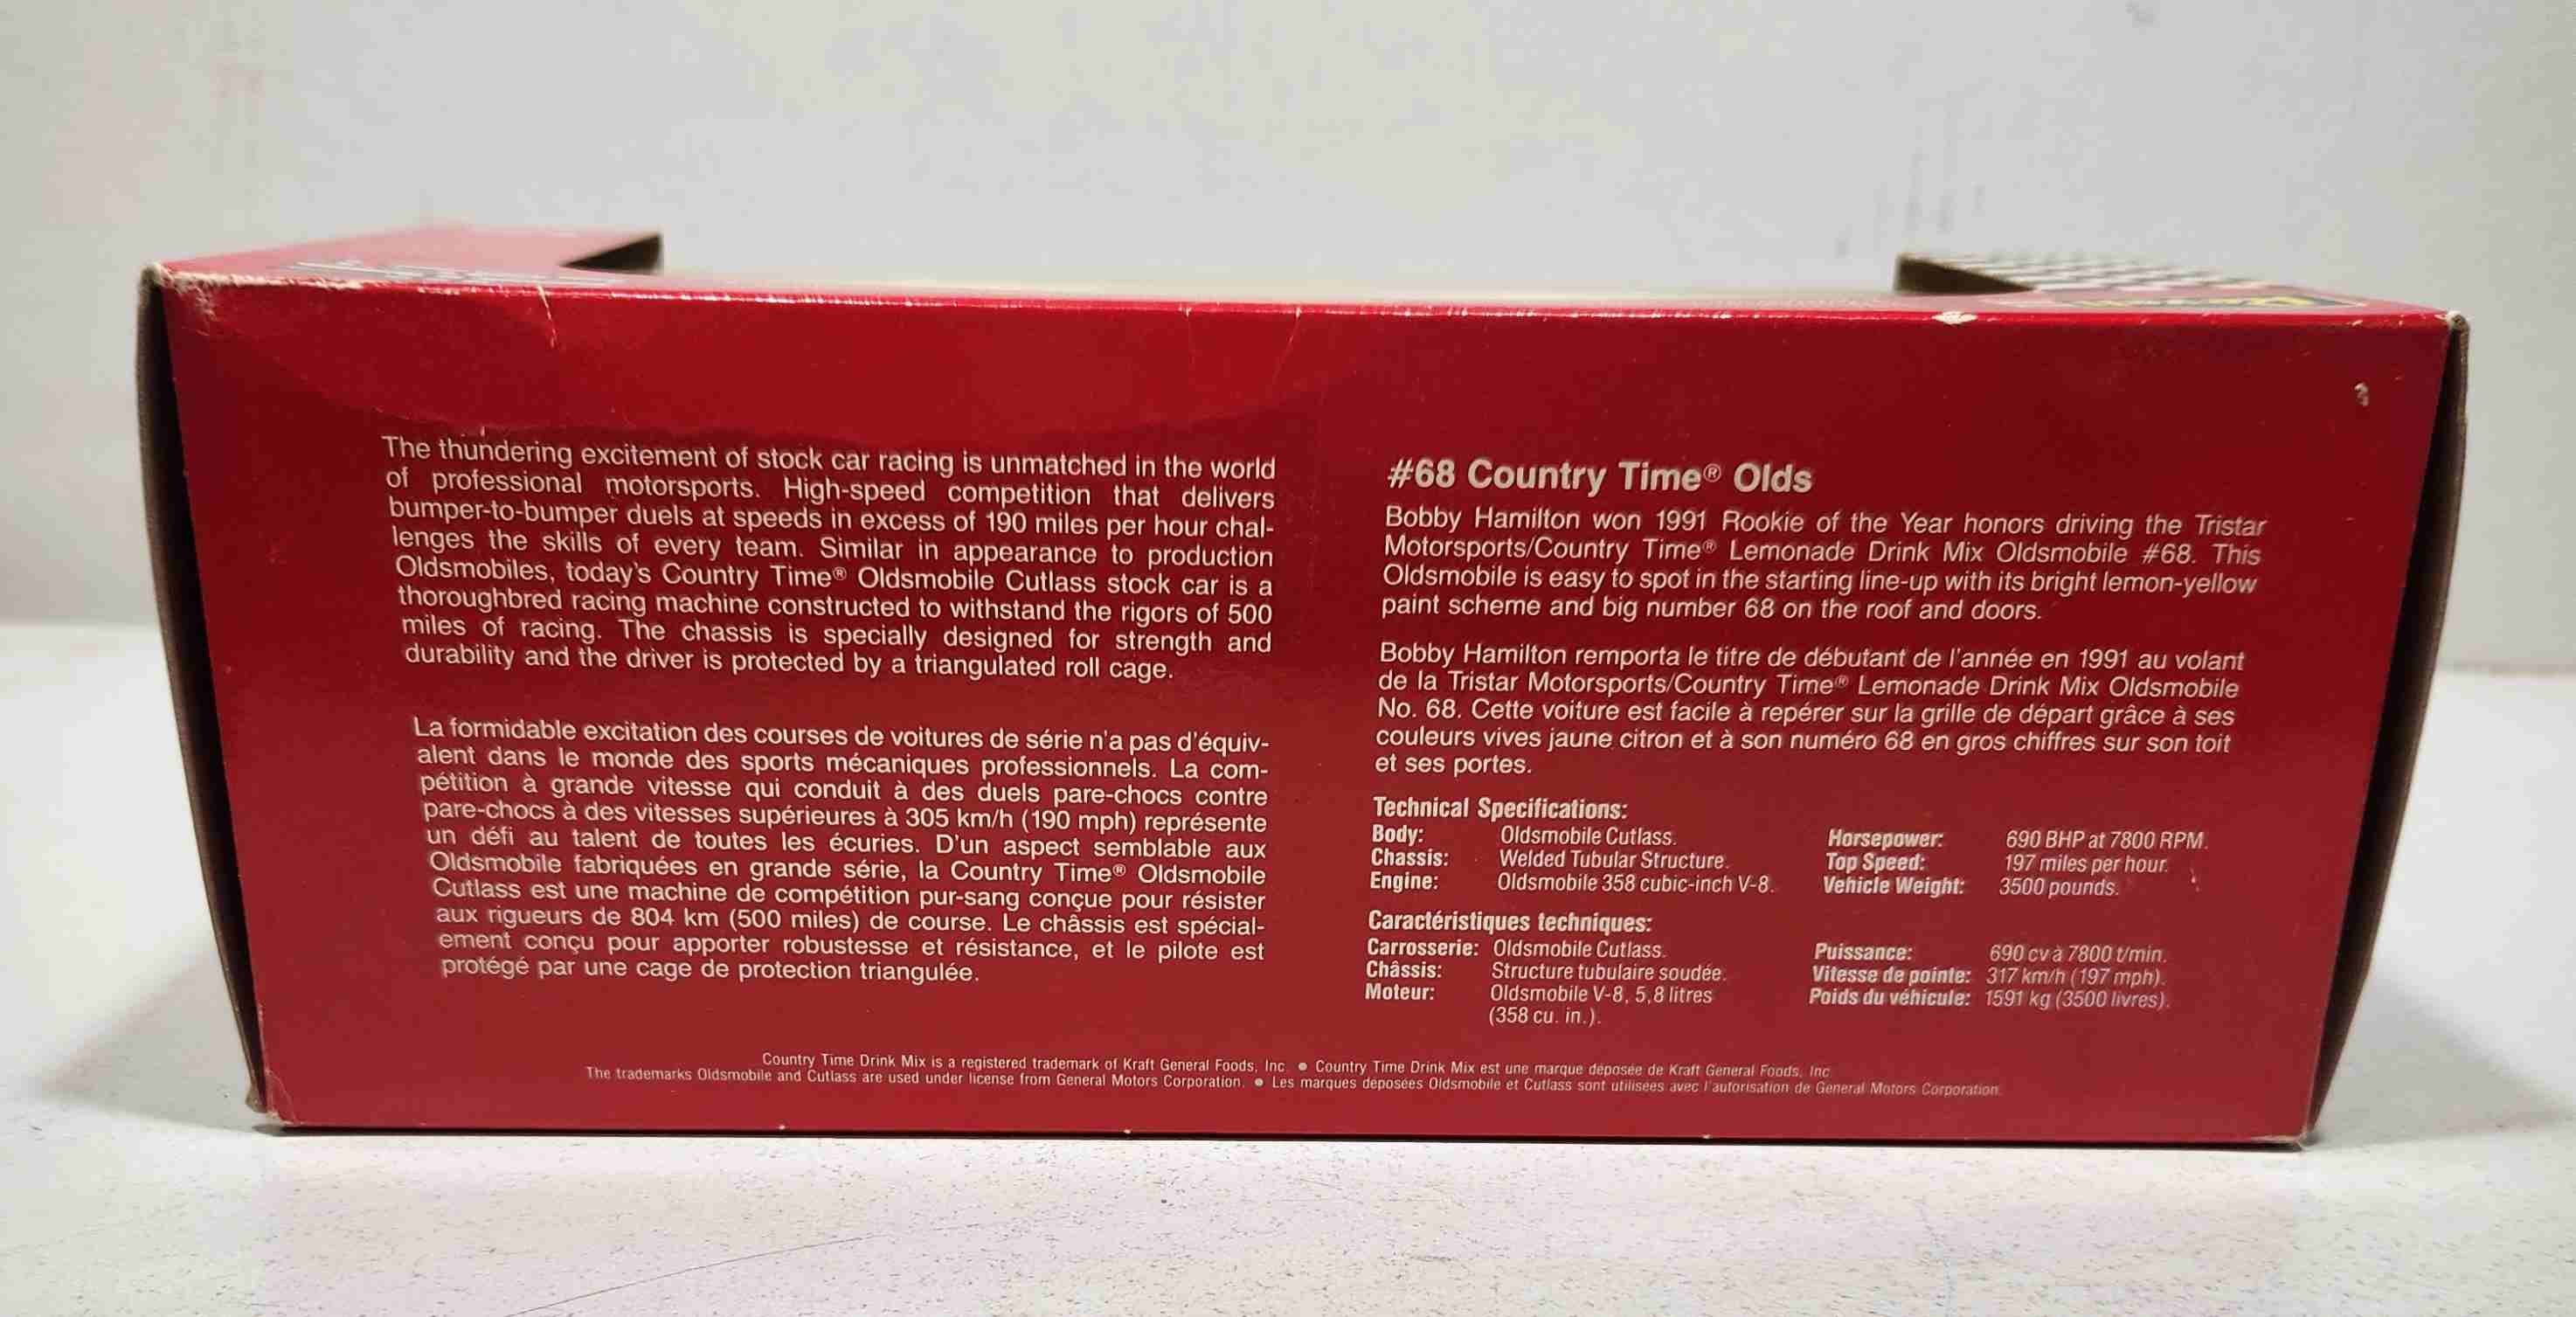 The thundering excitement of stock car racing is unmatched in the world
of professional motorsports. High-speed competition that delivers
bumper-to-bumper duels at speeds in excess of 190 miles per hour chal-
lenges the skills of every team. Similar in appearance to production
Oldsmobiles, today's Country Time® Oldsmobile Cutlass stock car is a
thoroughbred racing machine constructed to withstand the rigors of 500
miles of racing. The chassis is specially designed for strength and
durability and the driver is protected by a triangulated roll cage.
La formidable excitation des courses de voitures de série n'a pas d'équiv-
alent dans le monde des sports mécaniques professionnels. La com-
pétition à grande vitesse qui conduit à des duels pare-chocs contre
pare-chocs à des vitesses supérieures à 305 km/h (190 mph) représente
un défi au talent de toutes les écuries. D'un aspect semblable aux
Oldsmobile fabriquées en grande série, la Country Time® Oldsmobile
Cutlass est une machine de compétition pur-sang conçue pour résister
aux rigueurs de 804 km (500 miles) de course. Le châssis est spécial-
ement conçu pour apporter robustesse et résistance, et le pilote est
protégé par une cage de protection triangulée.
#68 Country Time® Olds
Bobby Hamilton won 1991 Rookie of the Year honors driving the Tristar
Motorsports/Country Time® Lemonade Drink Mix Oldsmobile #68. This
Oldsmobile is easy to spot in the starting line-up with its bright lemon-yellow
paint scheme and big number 68 on the roof and doors.
Bobby Hamilton remporta le titre de débutant de l'année en 1991 au volant
de la Tristar Motorsports/Country Time® Lemonade Drink Mix Oldsmobile
No. 68. Cette voiture est facile à repérer sur la grille de départ grâce à ses
couleurs vives jaune citron et à son numéro 68 en gros chiffres sur son toit
et ses portes.
Technical Specifications:
Body: Oldsmobile Cutlass. Horsepower: 690 BHP at 7800 RPM.
Chassis: Welded Tubular Structure. Top Speed: 197 miles per hour.
Engine: Oldsmobile 358 cubic-inch V-8. Vehicle Weight: 3500 pounds.
Caractéristiques techniques:
Carrosserie: Oldsmobile Cutlass. Puissance: 690 cv à 7800 t/min.
Châssis: Structure tubulaire soudée. Vitesse de pointe: 317 km/h (197 mph).
Moteur: Oldsmobile V-8, 5,8 litres Poids du véhicule: 1591 kg (3500 livres).
(358 cu. in.).
Country Time Drink Mix is a registered trademark of Kraft General Foods, Inc. ● Country Time Drink Mix est une marque déposée de Kraft General Foods, Inc.
The trademarks Oldsmobile and Cutlass are used under license from General Motors Corporation. ● Les marques déposées Oldsmobile et Cutlass sont utilisées avec l'autorisation de General Motors Corporation.